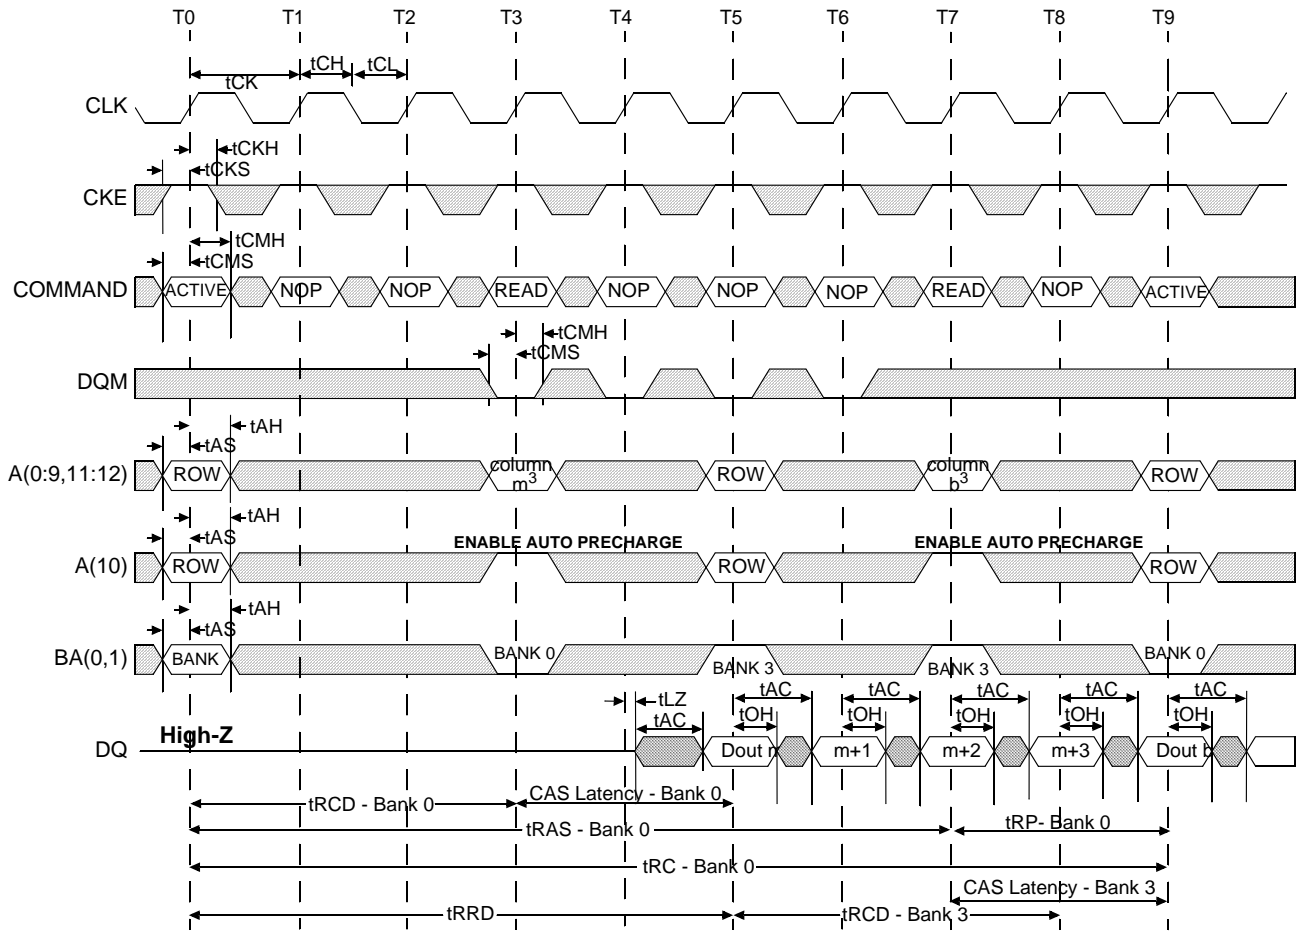 T0 T1 T2 T3 T4 T5 T6 T7 T8 T9
tCH tCL
tCK
CLK
tCKH
tCKS
CKE
tCMH
tCMS
COMMAND ACTIVE NOP NOP READ NOP NOP NOP READ NOP ACTIVE
tCMH
tCMS
DQM
tAH
tAS
A(0:9,11:12) ROW column m3 ROW column b3 ROW
tAH
tAS
ENABLE AUTO PRECHARGE ENABLE AUTO PRECHARGE
A(10) ROW ROW ROW
tAH
tAS
BA(0,1) BANK BANK 0 BANK 3 BANK 3 BANK 0
tLZ tAC tAC tAC tAC tAC
tAC tOH tOH tOH tOH tOH
High-Z
DQ Dout m m+1 m+2 m+3 Dout b
tRCD - Bank 0 CAS Latency - Bank 0
tRAS - Bank 0 tRP- Bank 0
tRC - Bank 0
CAS Latency - Bank 3
tRRD tRCD - Bank 3